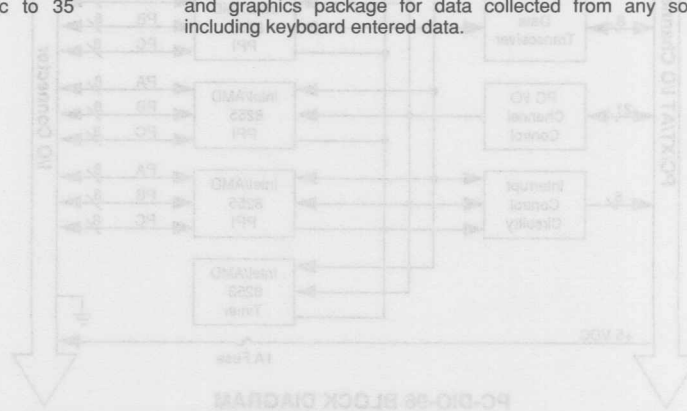 c to 35
and graphics package for data collected from any so
including keyboard entered data.
PB
PC
PPI
Data
Transceiver
8
PA
PB
PC
Intel/AMD
8255
PPI
PC I/O
Channel
Control
12
PA
PB
PC
Intel/AMD
8255
PPI
Interrupt
Control
Circuitry
Intel/AMD
8253
Timer
I/O Connector
PC/XT/AT I/O Channel
+5 VDC
1A Fuse
PC-DIO-96 BLOCK DIAGRAM